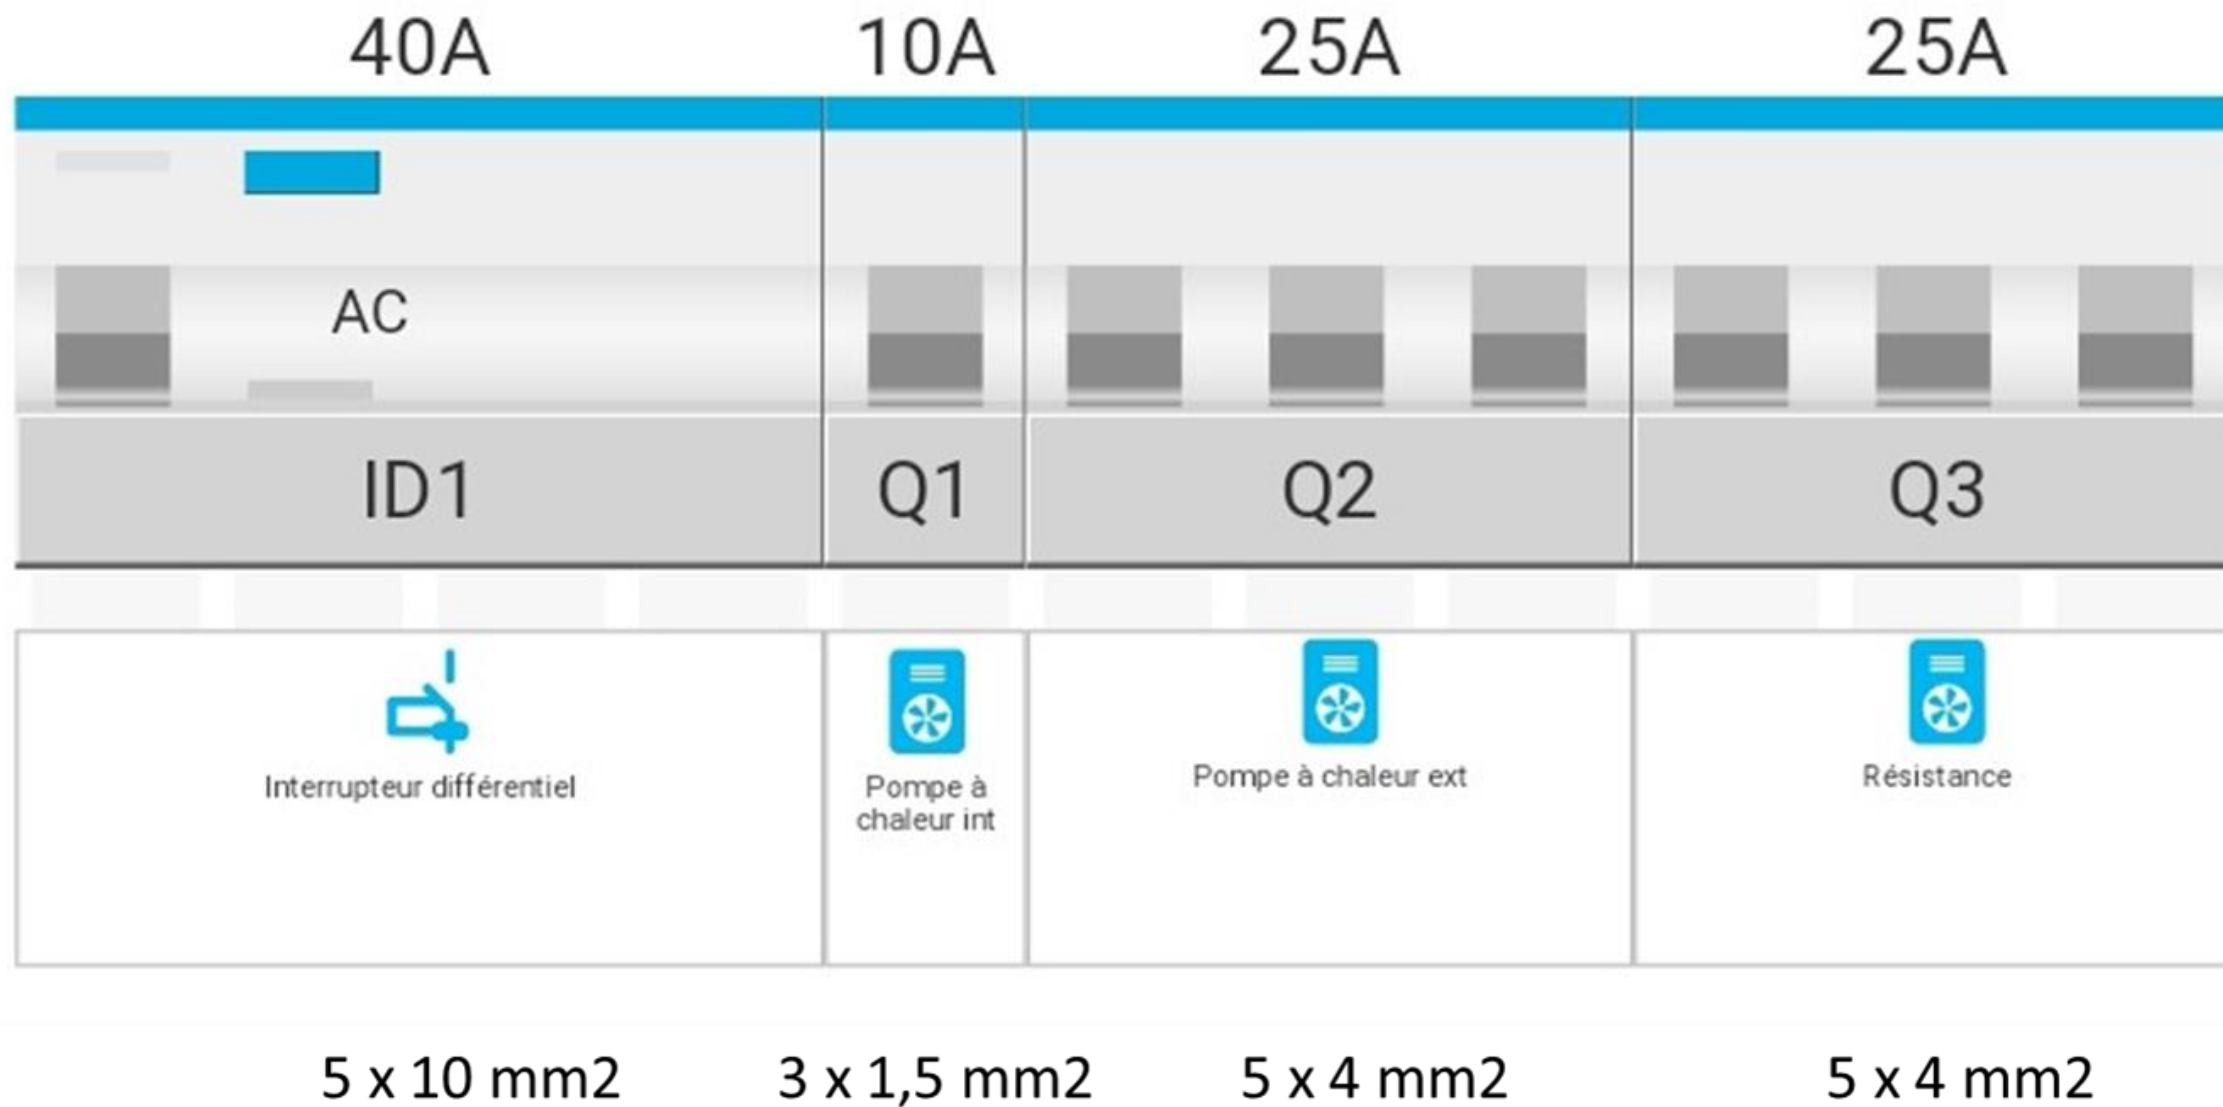 40A 10A 25A 25A
AC
ID1 Q1 Q2 Q3
Interrupteur différentiel
Pompe à
chaleur int
Pompe à chaleur ext
Résistance
5 x 10 mm2 3 x 1,5 mm2 5 x 4 mm2 5 x 4 mm2